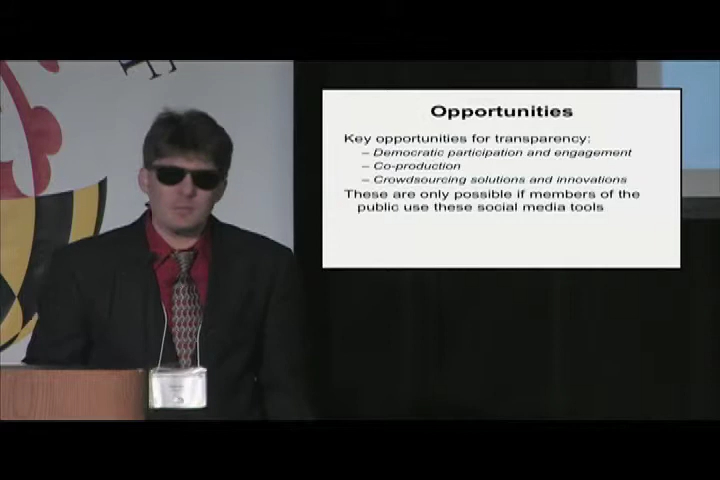 Opportunities
Key opportunities for transparency:
– Democratic participation and engagement
– Co-production
– Crowdsourcing solutions and innovations
These are only possible if members of the
public use these social media tools